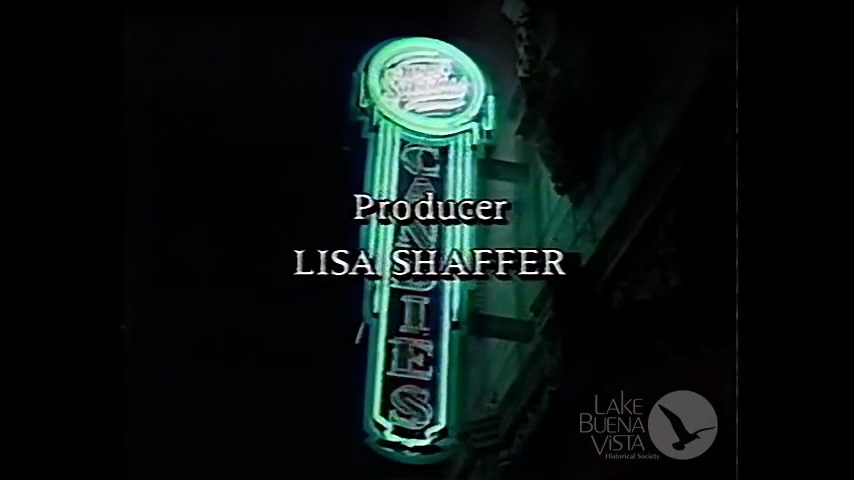 CANDIES
Producer
LISA SHAFFER
LAKE
BUENA
VISTA
Historical Society